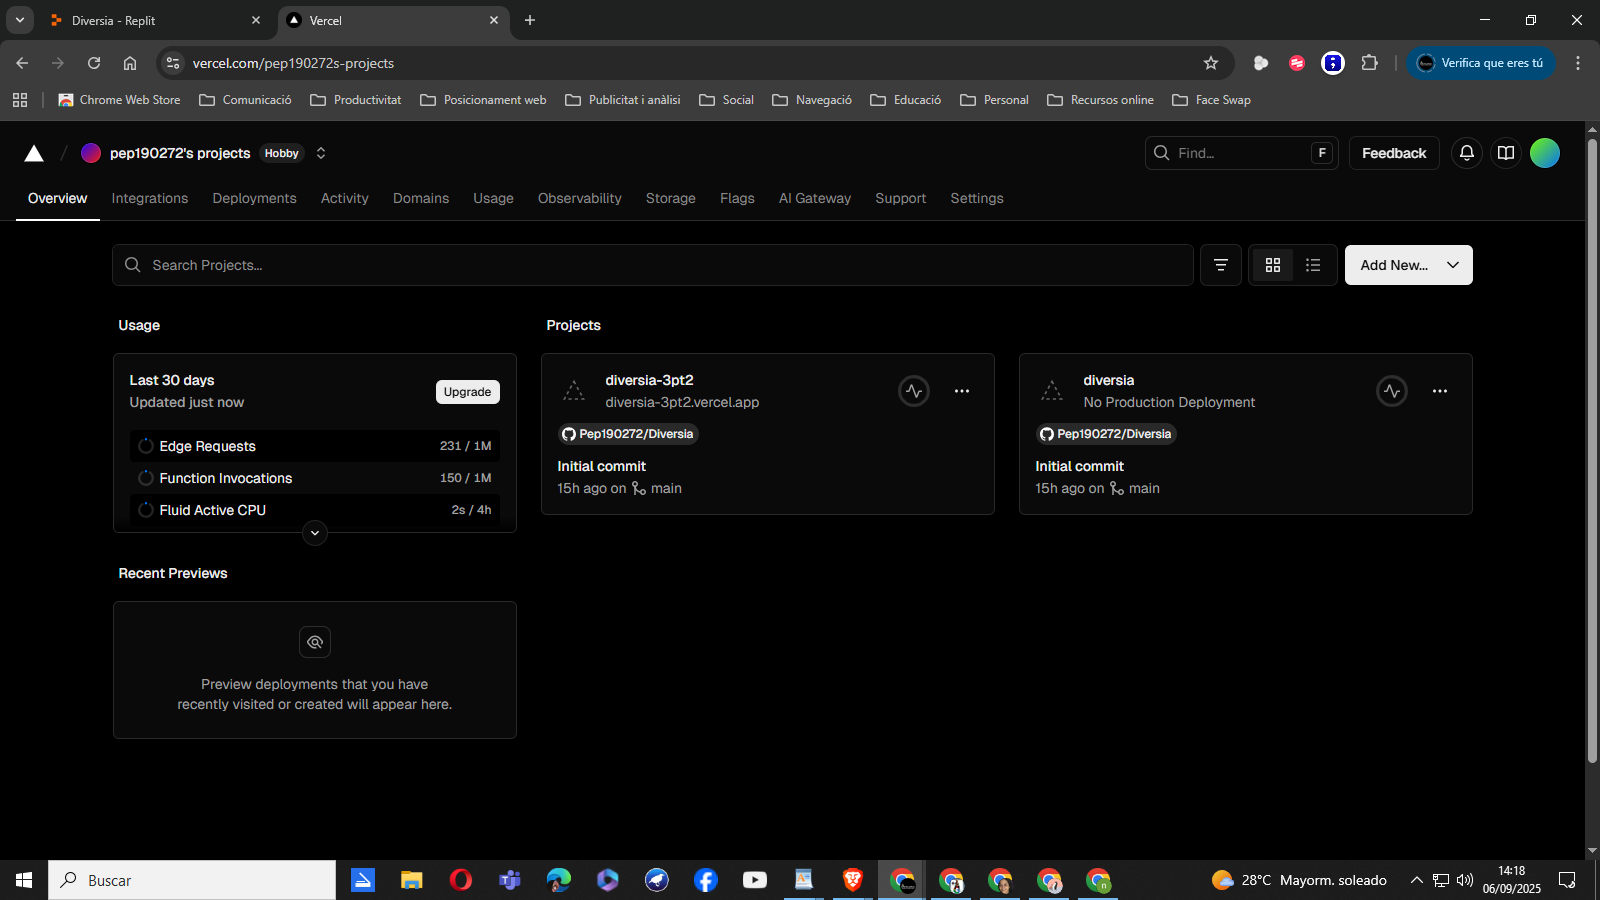 Diversia - Replit
Vercel
vercel.com/pep190272s-projects
Verifica que eres tú
Chrome Web Store
Comunicació
Productivitat
Posicionament web
Publicitat i anàlisi
Social
Navegació
Educació
Personal
Recursos online
Face Swap
pep190272's projects
Hobby
Find...
F
Feedback
Overview
Integrations
Deployments
Activity
Domains
Usage
Observability
Storage
Flags
AI Gateway
Support
Settings
Search Projects...
Add New...
Usage
Projects
Last 30 days
Updated just now
Upgrade
Edge Requests
231 / 1M
Function Invocations
150 / 1M
Fluid Active CPU
2s / 4h
diversia-3pt2
diversia-3pt2.vercel.app
Pep190272/Diversia
Initial commit
15h ago on main
diversia
No Production Deployment
Pep190272/Diversia
Initial commit
15h ago on main
Recent Previews
Preview deployments that you have
recently visited or created will appear here.
Buscar
28°C Mayorm. soleado
14:18
06/09/2025